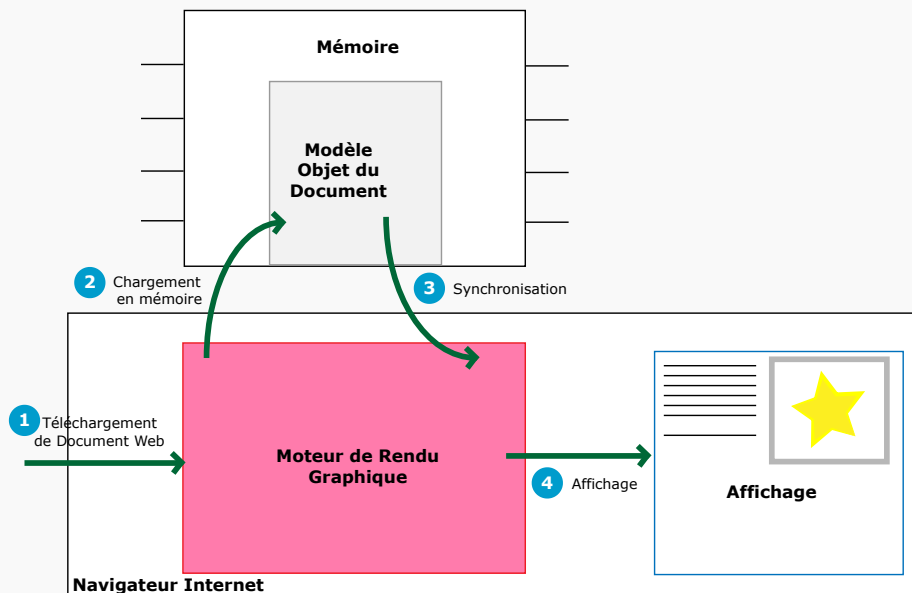 Mémoire
Modèle
Objet du
Document
2
Chargement
en mémoire
3
Synchronisation
1
Téléchargement
de Document Web
Moteur de Rendu
Graphique
4
Affichage
Affichage
Navigateur Internet